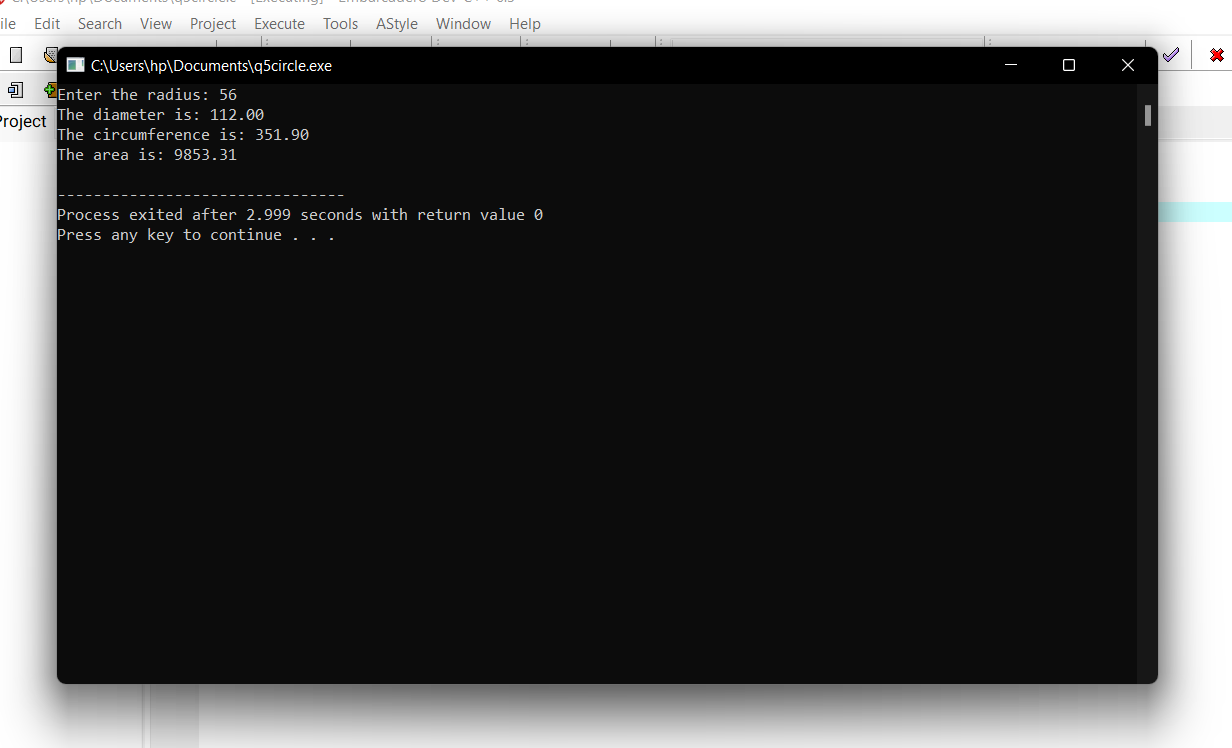 ile Edit Search View Project Execute Tools AStyle Window Help
C:\Users\hp\Documents\q5circle.exe
Project
Enter the radius: 56
The diameter is: 112.00
The circumference is: 351.90
The area is: 9853.31
--------------------------------
Process exited after 2.999 seconds with return value 0
Press any key to continue . . .